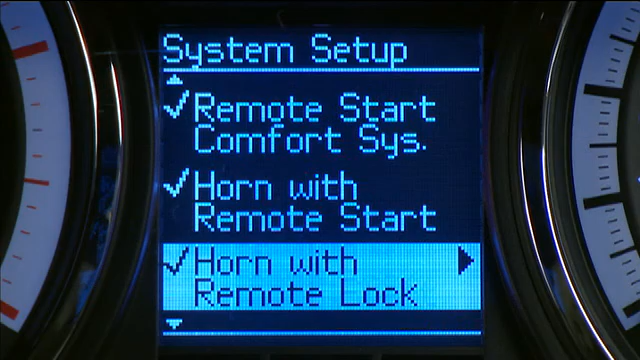 System Setup
Remote Start
Comfort Sys.
Horn with
Remote Start
Horn with
Remote Lock